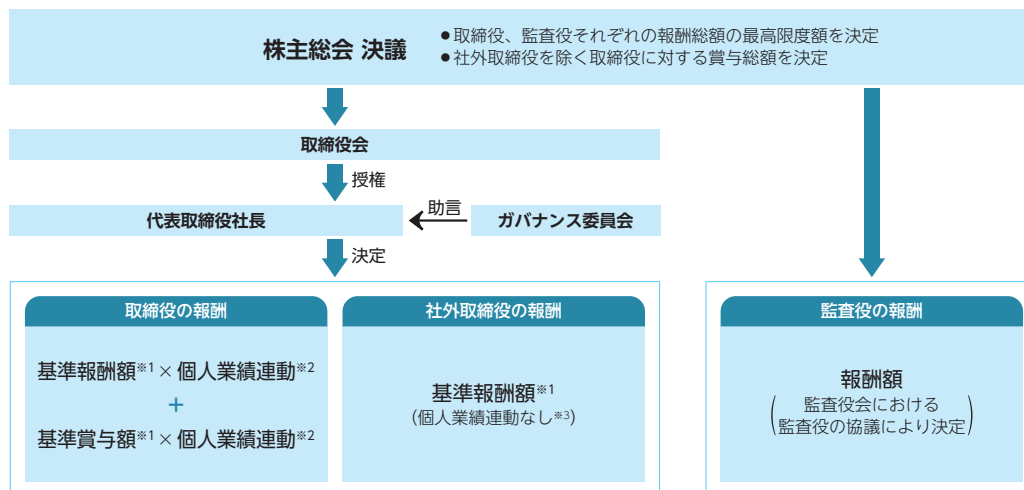 株主総会 決議
●取締役、監査役それぞれの報酬総額の最高限度額を決定
●社外取締役を除く取締役に対する賞与総額を決定
取締役会
授権
代表取締役社長
助言
ガバナンス委員会
決定
取締役の報酬
基準報酬額※1×個人業績連動※2
+
基準賞与額※1×個人業績連動※2
社外取締役の報酬
基準報酬額※1
(個人業績連動なし※3)
監査役の報酬
報酬額
(監査役会における
監査役の協議により決定)